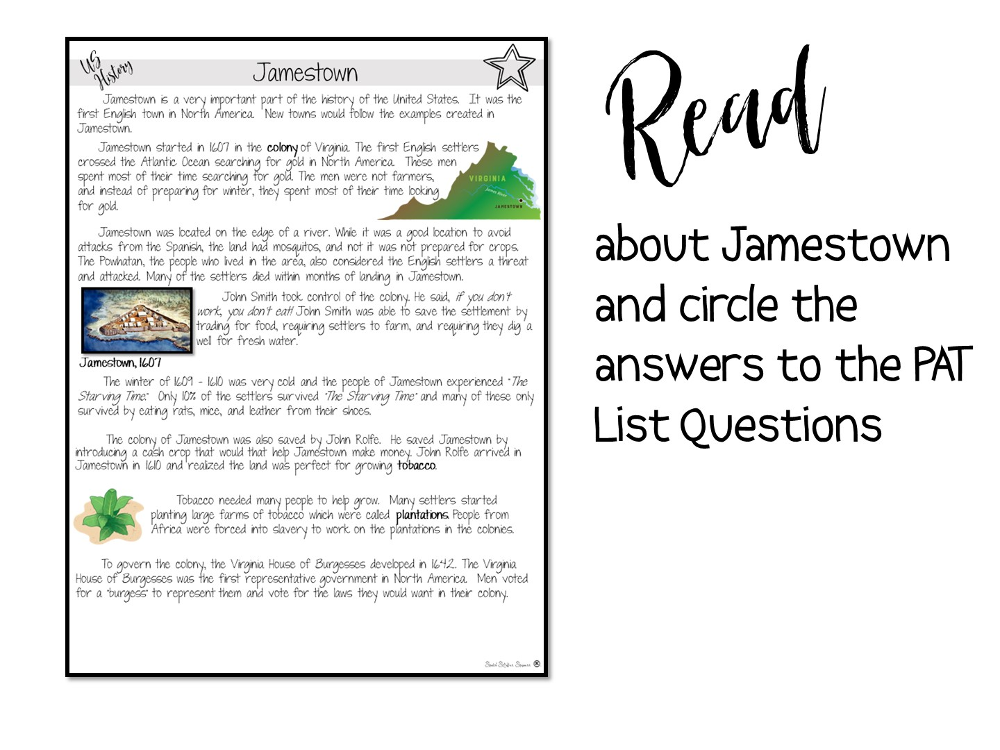 US
History
Jamestown
Jamestown is a very important part of the history of the United States. It was the
first English town in North America. New towns would follow the examples created in
Jamestown.
Jamestown started in 1607 in the colony of Virginia. The first English settlers
crossed the Atlantic Ocean searching for gold in North America. These men
spent most of their time searching for gold. The men were not farmers,
and instead of preparing for winter, they spent most of their time looking
for gold.
VIRGINIA
James River
JAMESTOWN
Jamestown was located on the edge of a river. While it was a good location to avoid
attacks from the Spanish, the land had mosquitos, and not it was not prepared for crops.
The Powhatan, the people who lived in the area, also considered the English settlers a threat
and attacked. Many of the settlers died within months of landing in Jamestown.
John Smith took control of the colony. He said, if you don't
work, you don't eat! John Smith was able to save the settlement by
trading for food, requiring settlers to farm, and requiring they dig a
well for fresh water.
Jamestown, 1607
The winter of 1609 - 1610 was very cold and the people of Jamestown experienced "The
Starving Time." Only 10% of the settlers survived "The Starving Time" and many of these only
survived by eating rats, mice, and leather from their shoes.
The colony of Jamestown was also saved by John Rolfe. He saved Jamestown by
introducing a cash crop that would that help Jamestown make money. John Rolfe arrived in
Jamestown in 1610 and realized the land was perfect for growing tobacco.
Tobacco needed many people to help grow. Many settlers started
planting large farms of tobacco which were called plantations. People from
Africa were forced into slavery to work on the plantations in the colonies.
To govern the colony, the Virginia House of Burgesses developed in 1642. The Virginia
House of Burgesses was the first representative government in North America. Men voted
for a "burgess" to represent them and vote for the laws they would want in their colony.
®
Read
about Jamestown
and circle the
answers to the PAT
List Questions